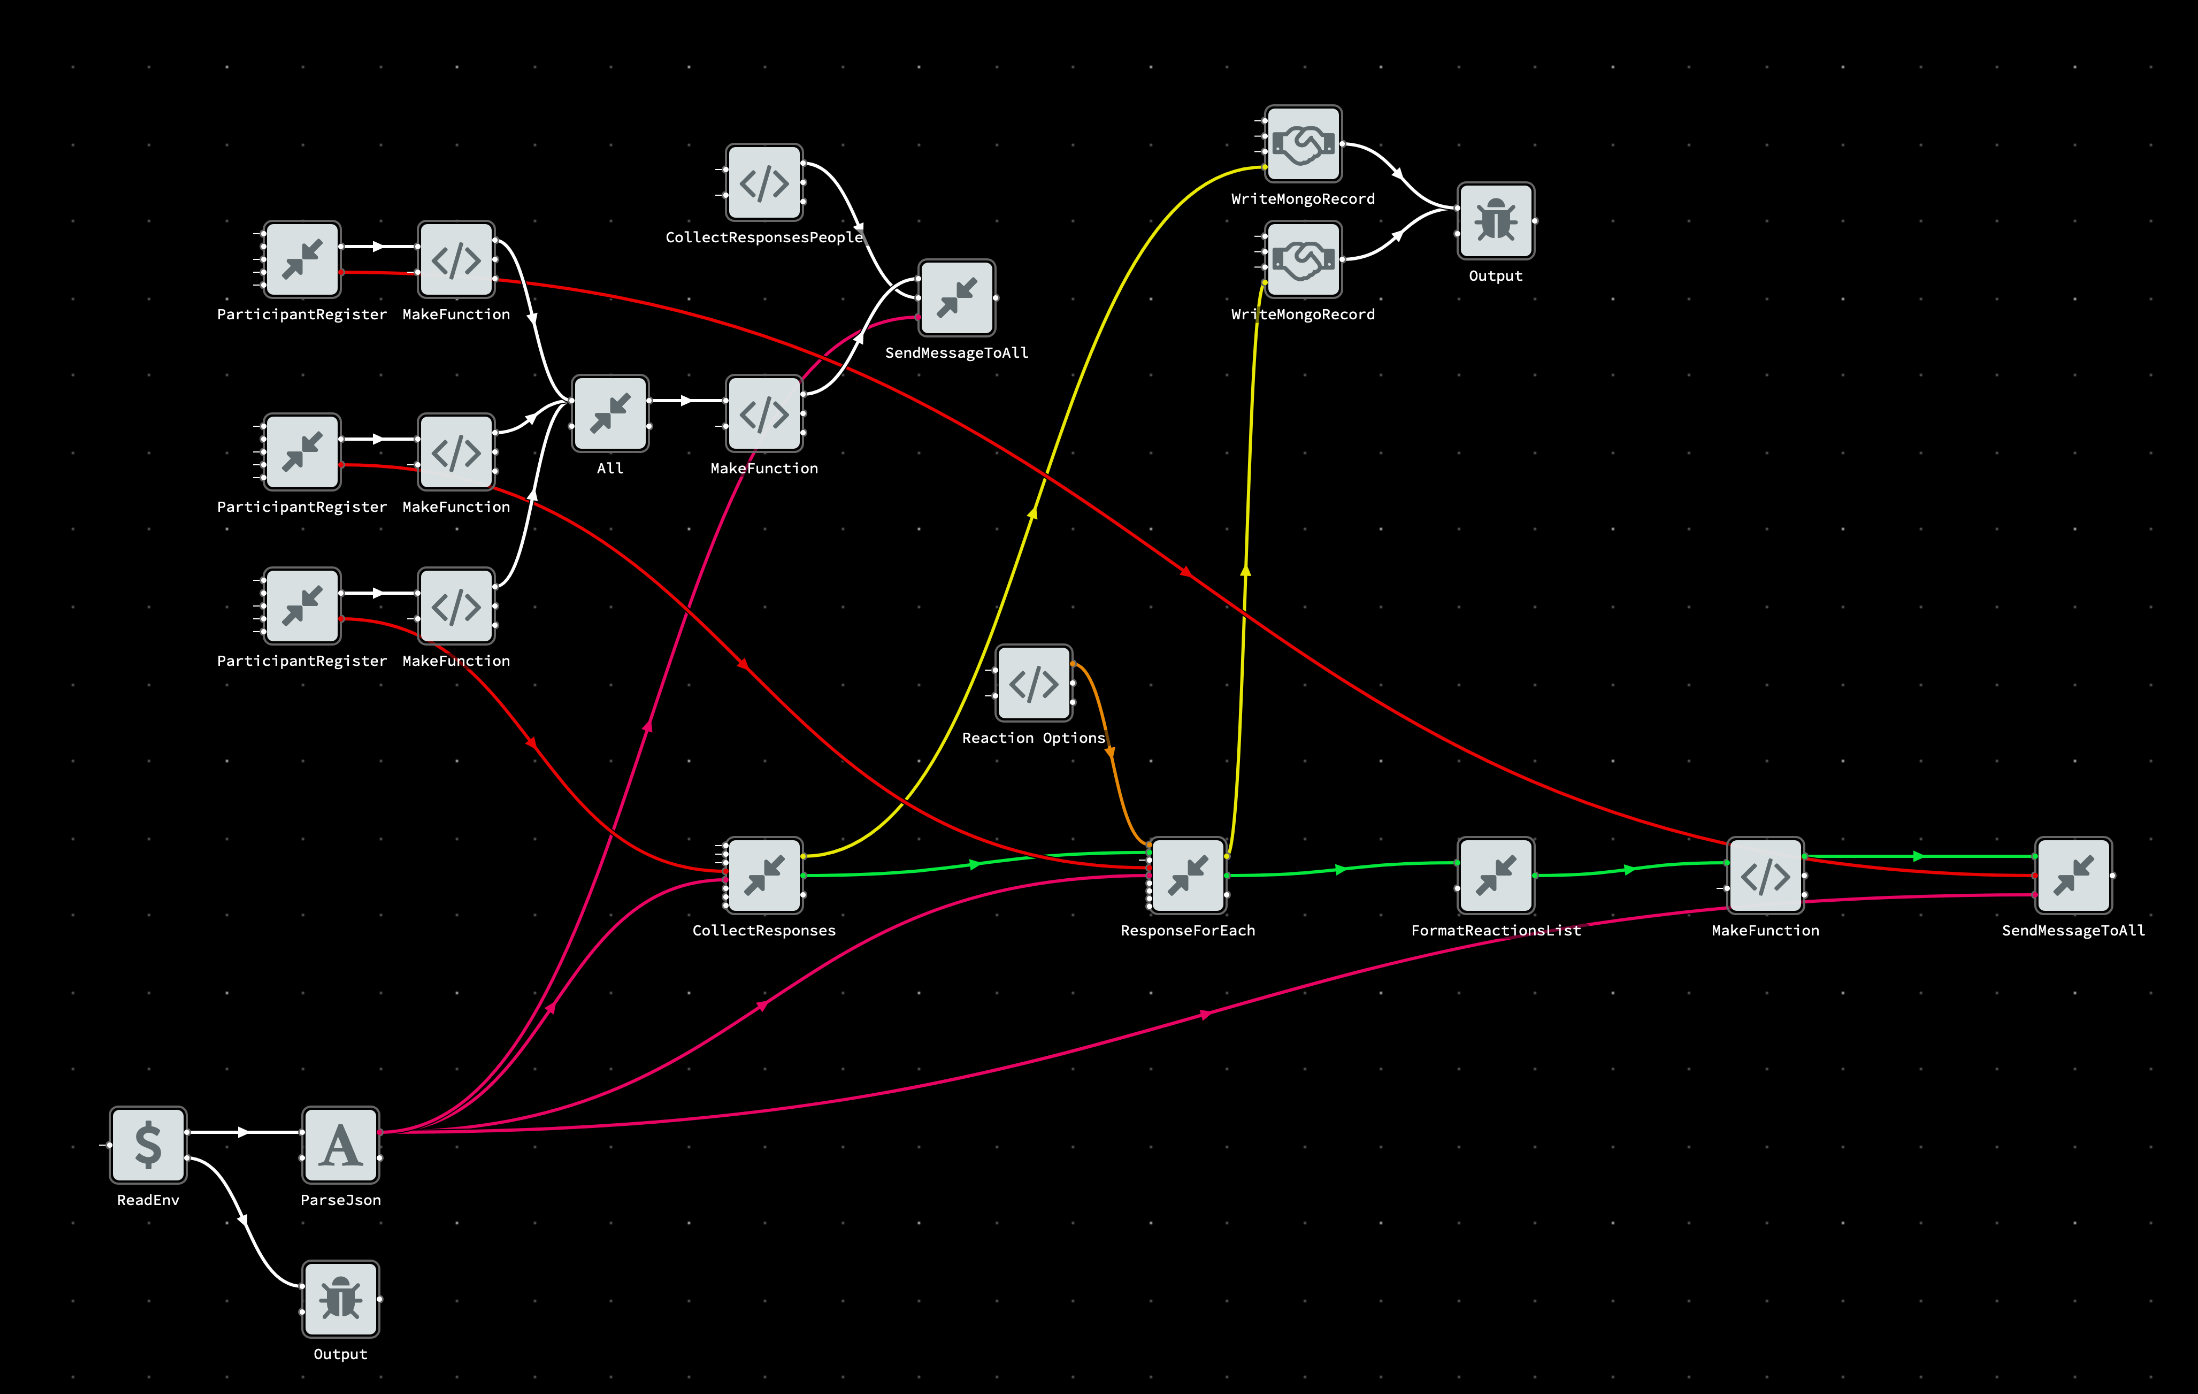 WriteMongoRecord
CollectResponsesPeople
Output
ParticipantRegister
MakeFunction
WriteMongoRecord
SendMessageToAll
All
MakeFunction
ParticipantRegister
MakeFunction
ParticipantRegister
MakeFunction
Reaction Options
CollectResponses
ResponseForEach
FormatReactionsList
MakeFunction
SendMessageToAll
$
ReadEnv
A
ParseJson
Output